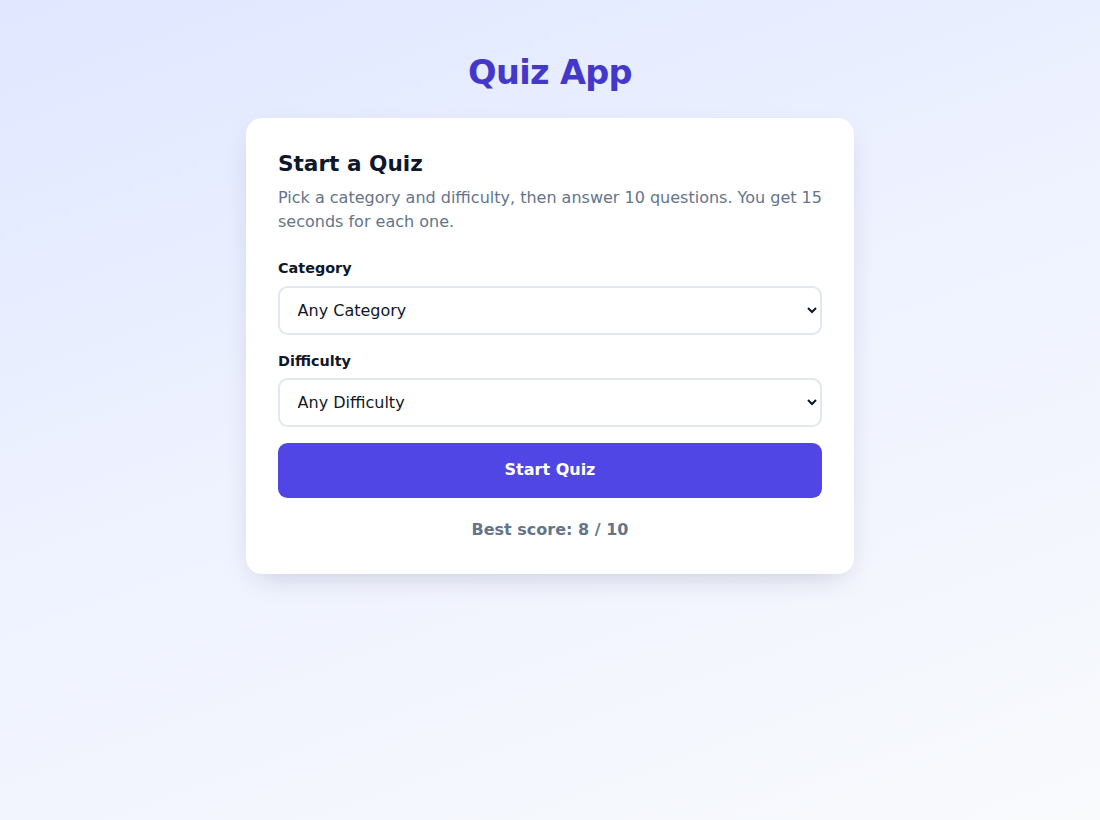 Quiz App
Start a Quiz
Pick a category and difficulty, then answer 10 questions. You get 15
seconds for each one.
Category
Any Category
Difficulty
Any Difficulty
Start Quiz
Best score: 8 / 10